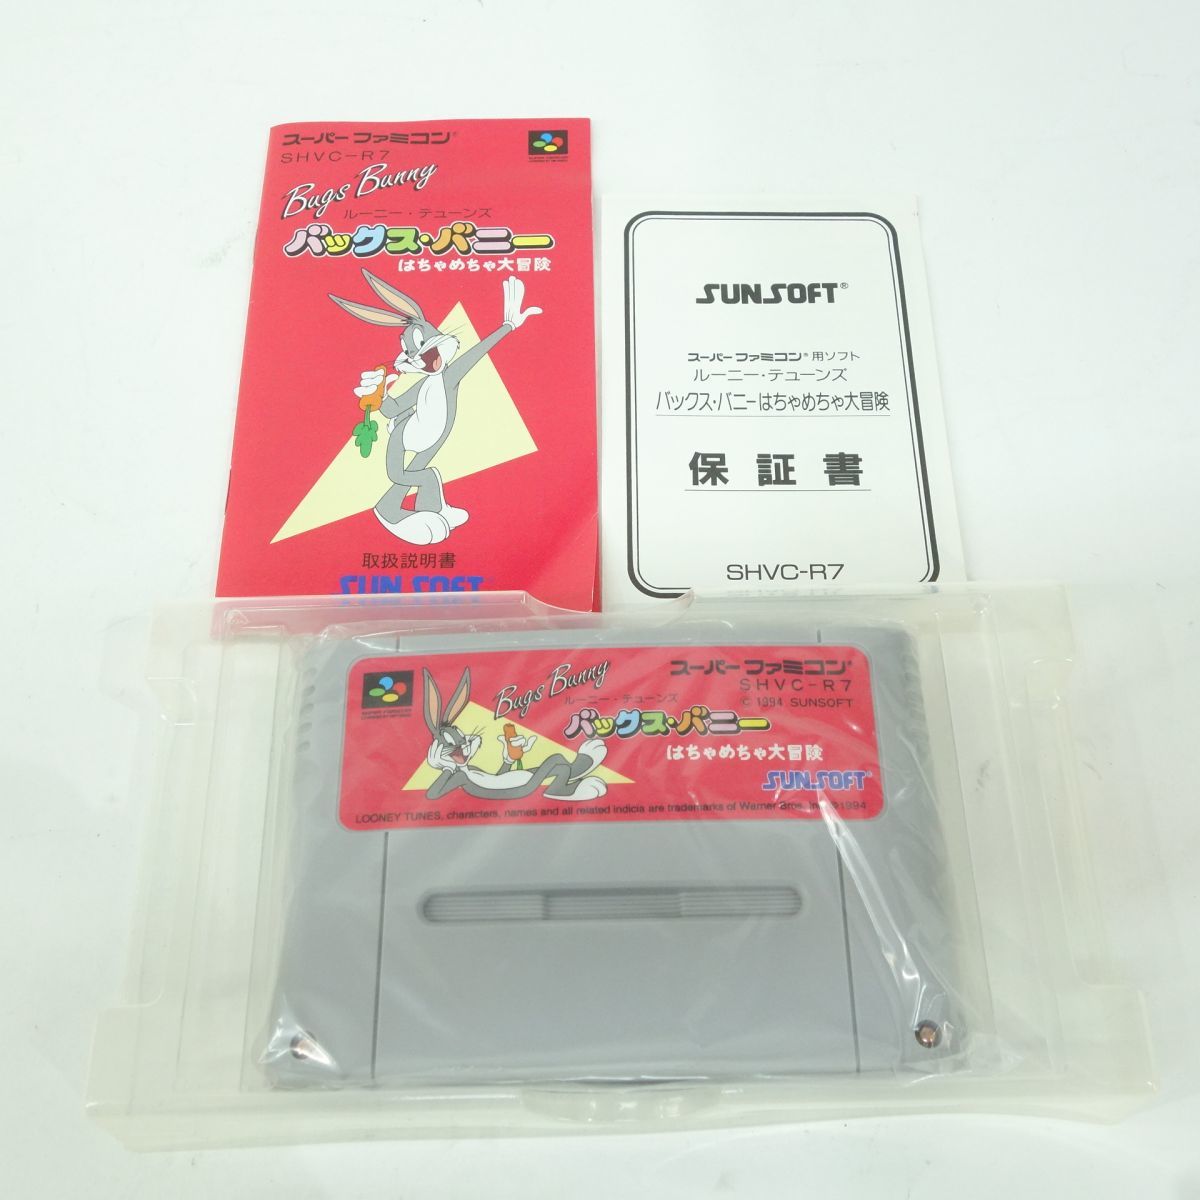 スーパーファミコン®
SHVC-R7
Bugs Bunny
ルーニー・テューンズ
バックス・バニー
はちゃめちゃ大冒険
取扱説明書
SUNSOFT®
SUNSOFT®
スーパーファミコン®用ソフト
ルーニー・テューンズ
バックス・バニーはちゃめちゃ大冒険
保証書
SHVC-R7
スーパーファミコン®
SHVC-R7
© 1994 SUNSOFT
Bugs Bunny
ルーニー・テューンズ
バックス・バニー
はちゃめちゃ大冒険
SUNSOFT®
LOONEY TUNES, characters, names and all related indicia are trademarks of Warner Bros. Inc. ©1994